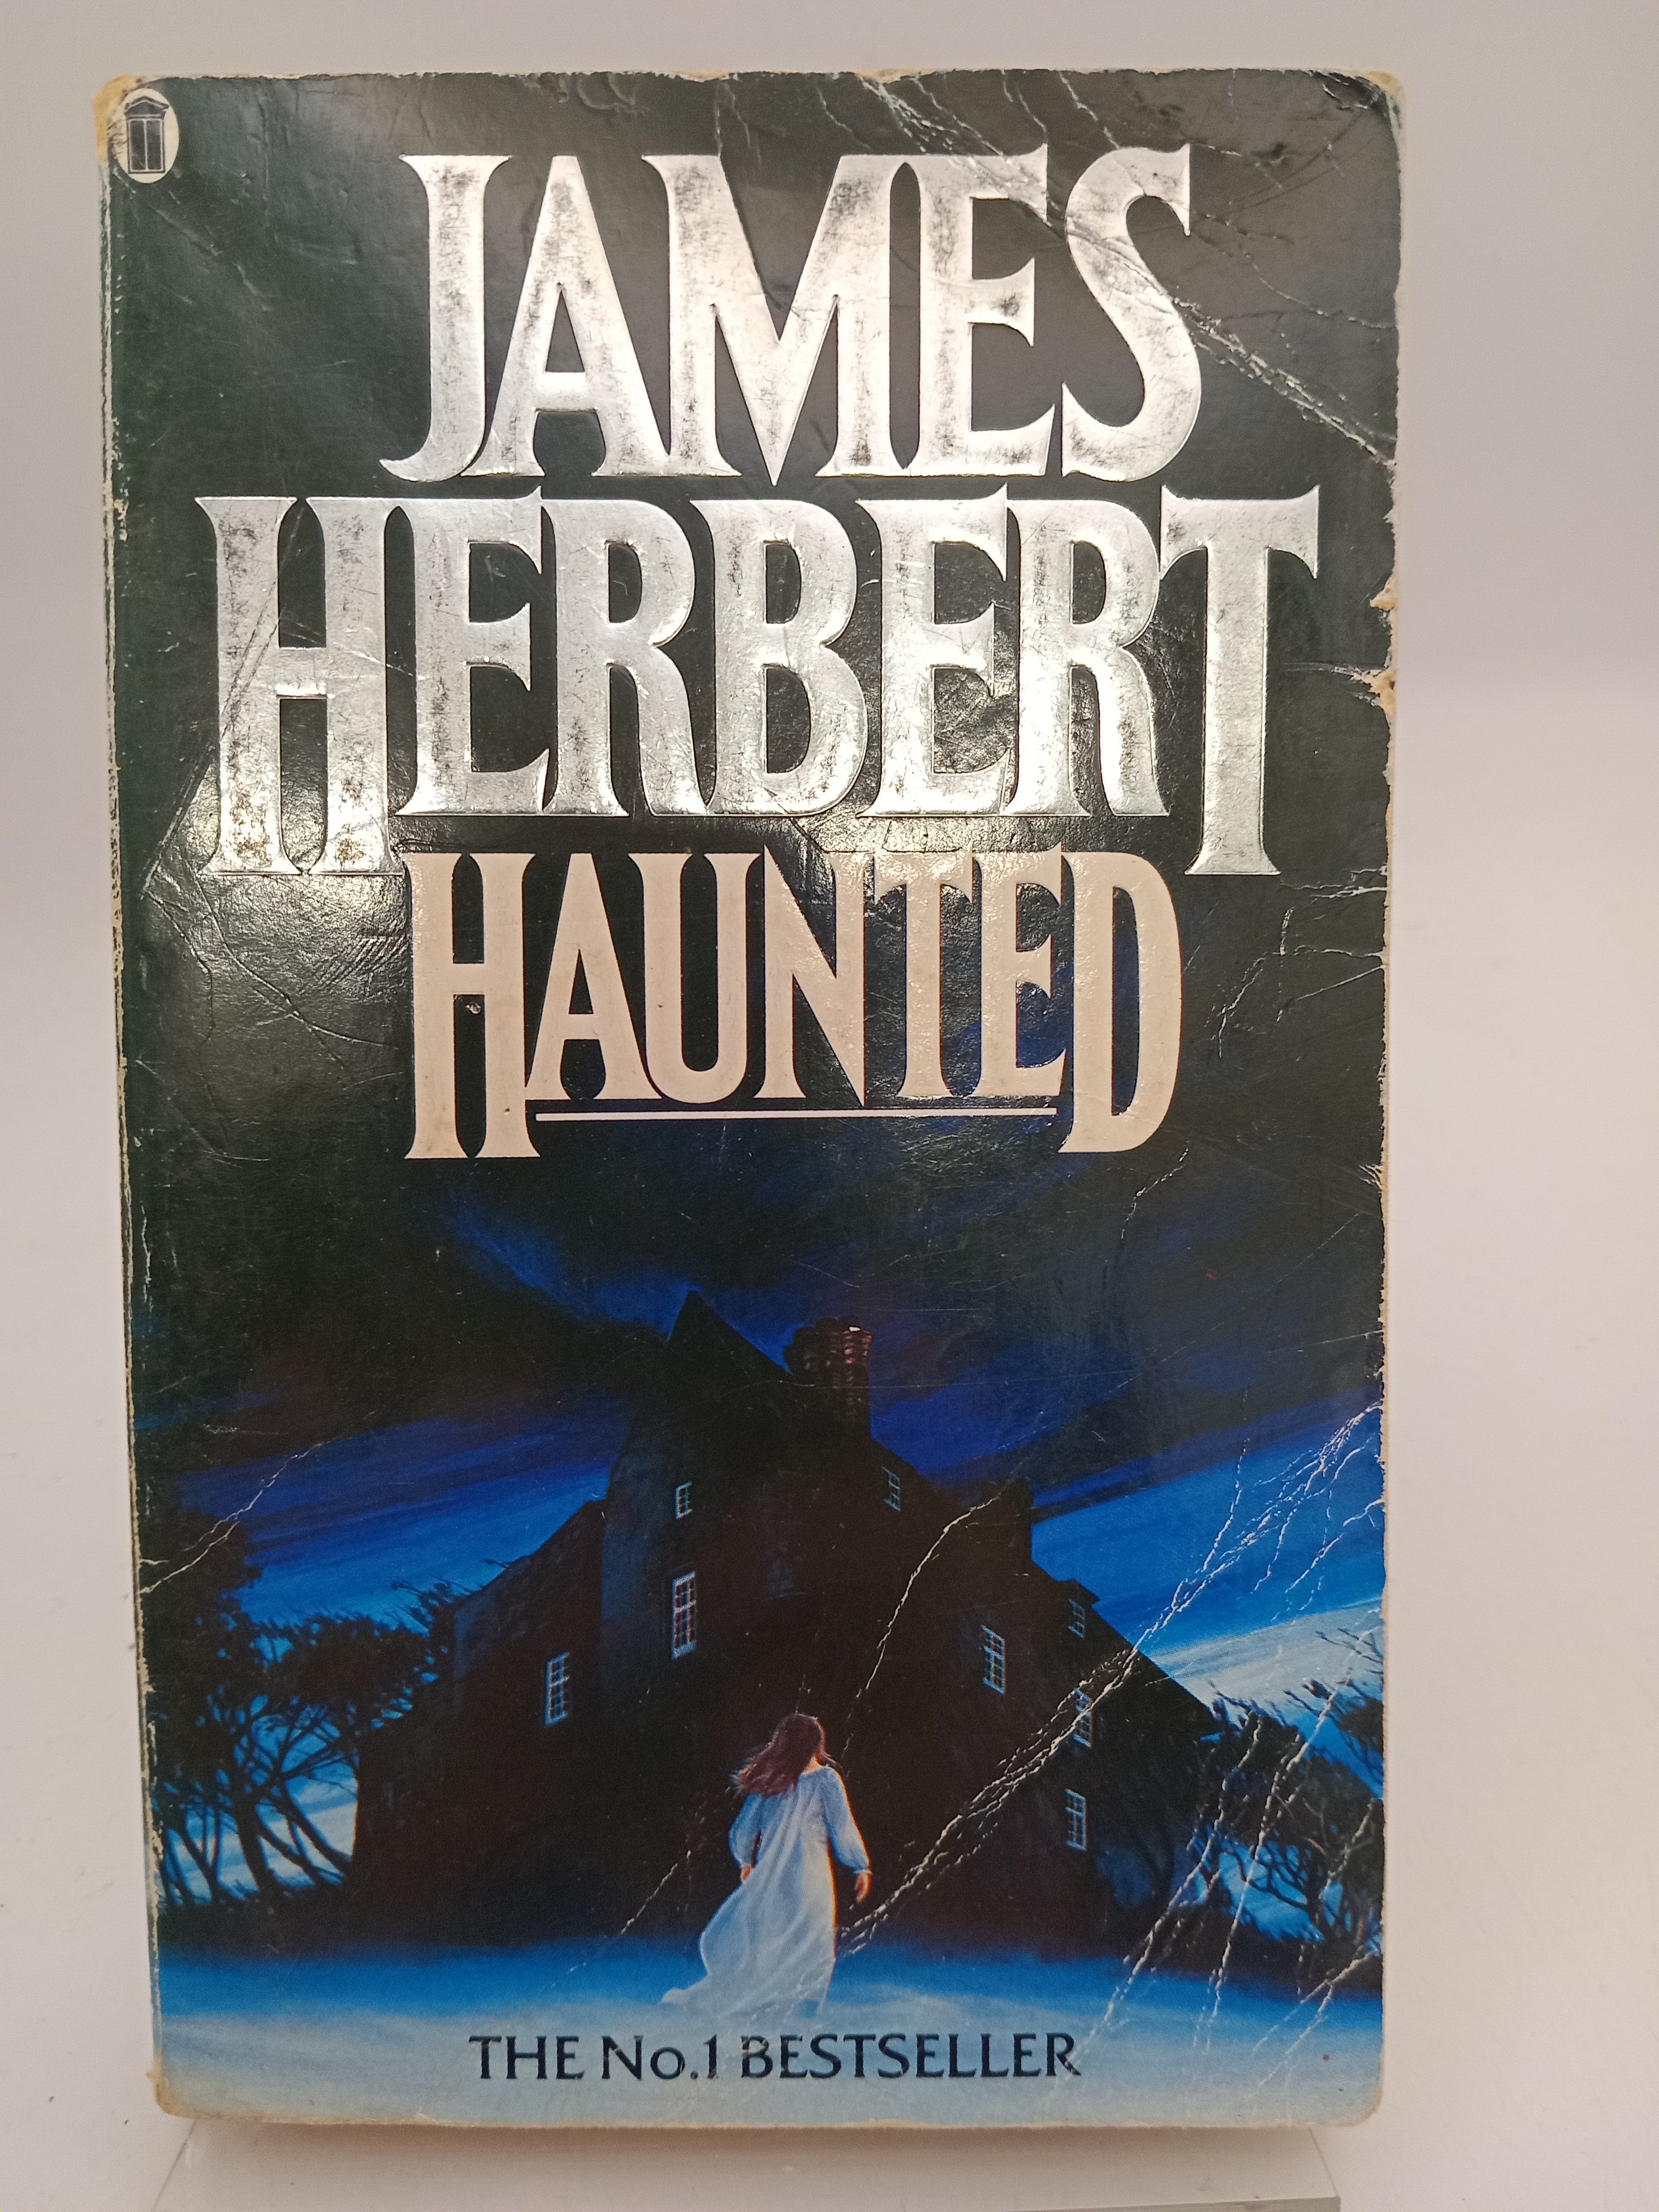 JAMES
HERBERT
HAUNTED
THE No.1 BESTSELLER